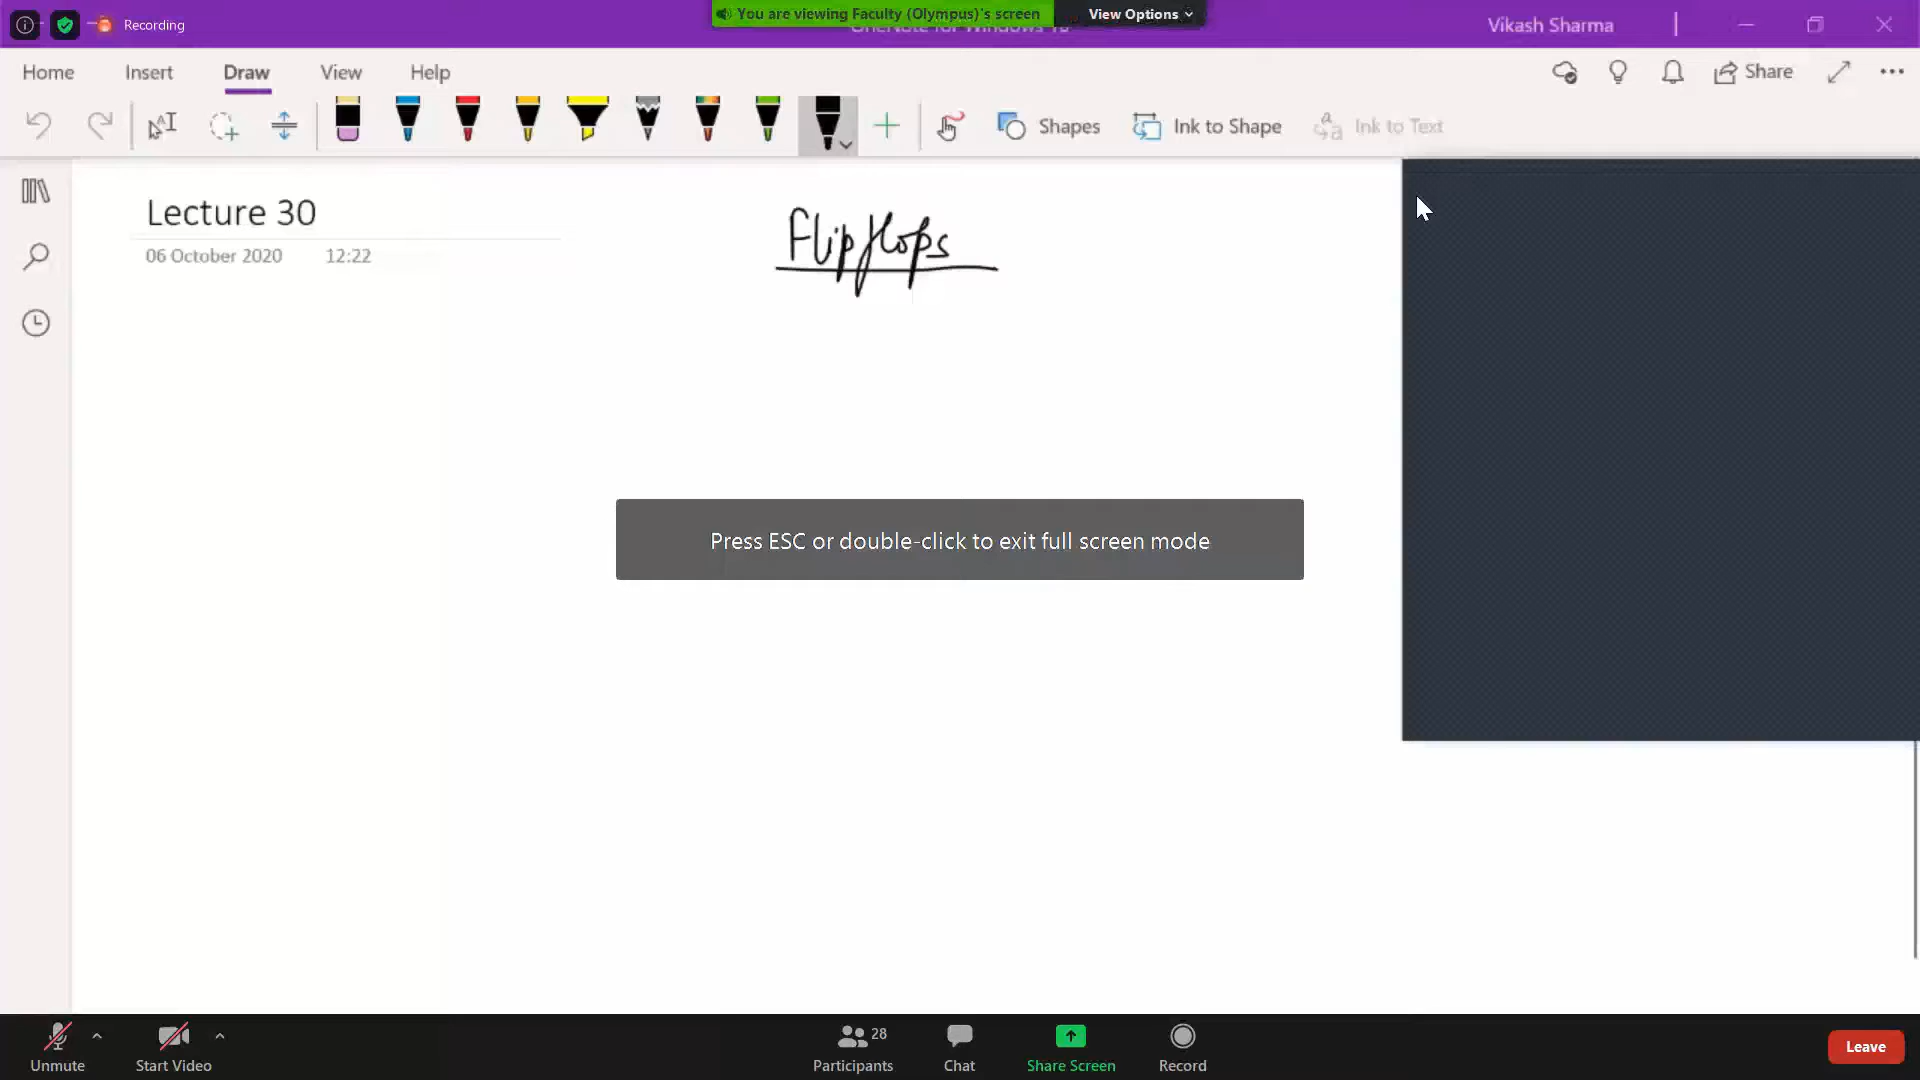 Recording
You are viewing Faculty (Olympus)'s screen
View Options
Vikash Sharma
Home Insert Draw View Help
Share
Shapes Ink to Shape Ink to Text
Lecture 30
06 October 2020 12:22
Flipflops
Press ESC or double-click to exit full screen mode
28
Unmute Start Video Participants Chat Share Screen Record
Leave